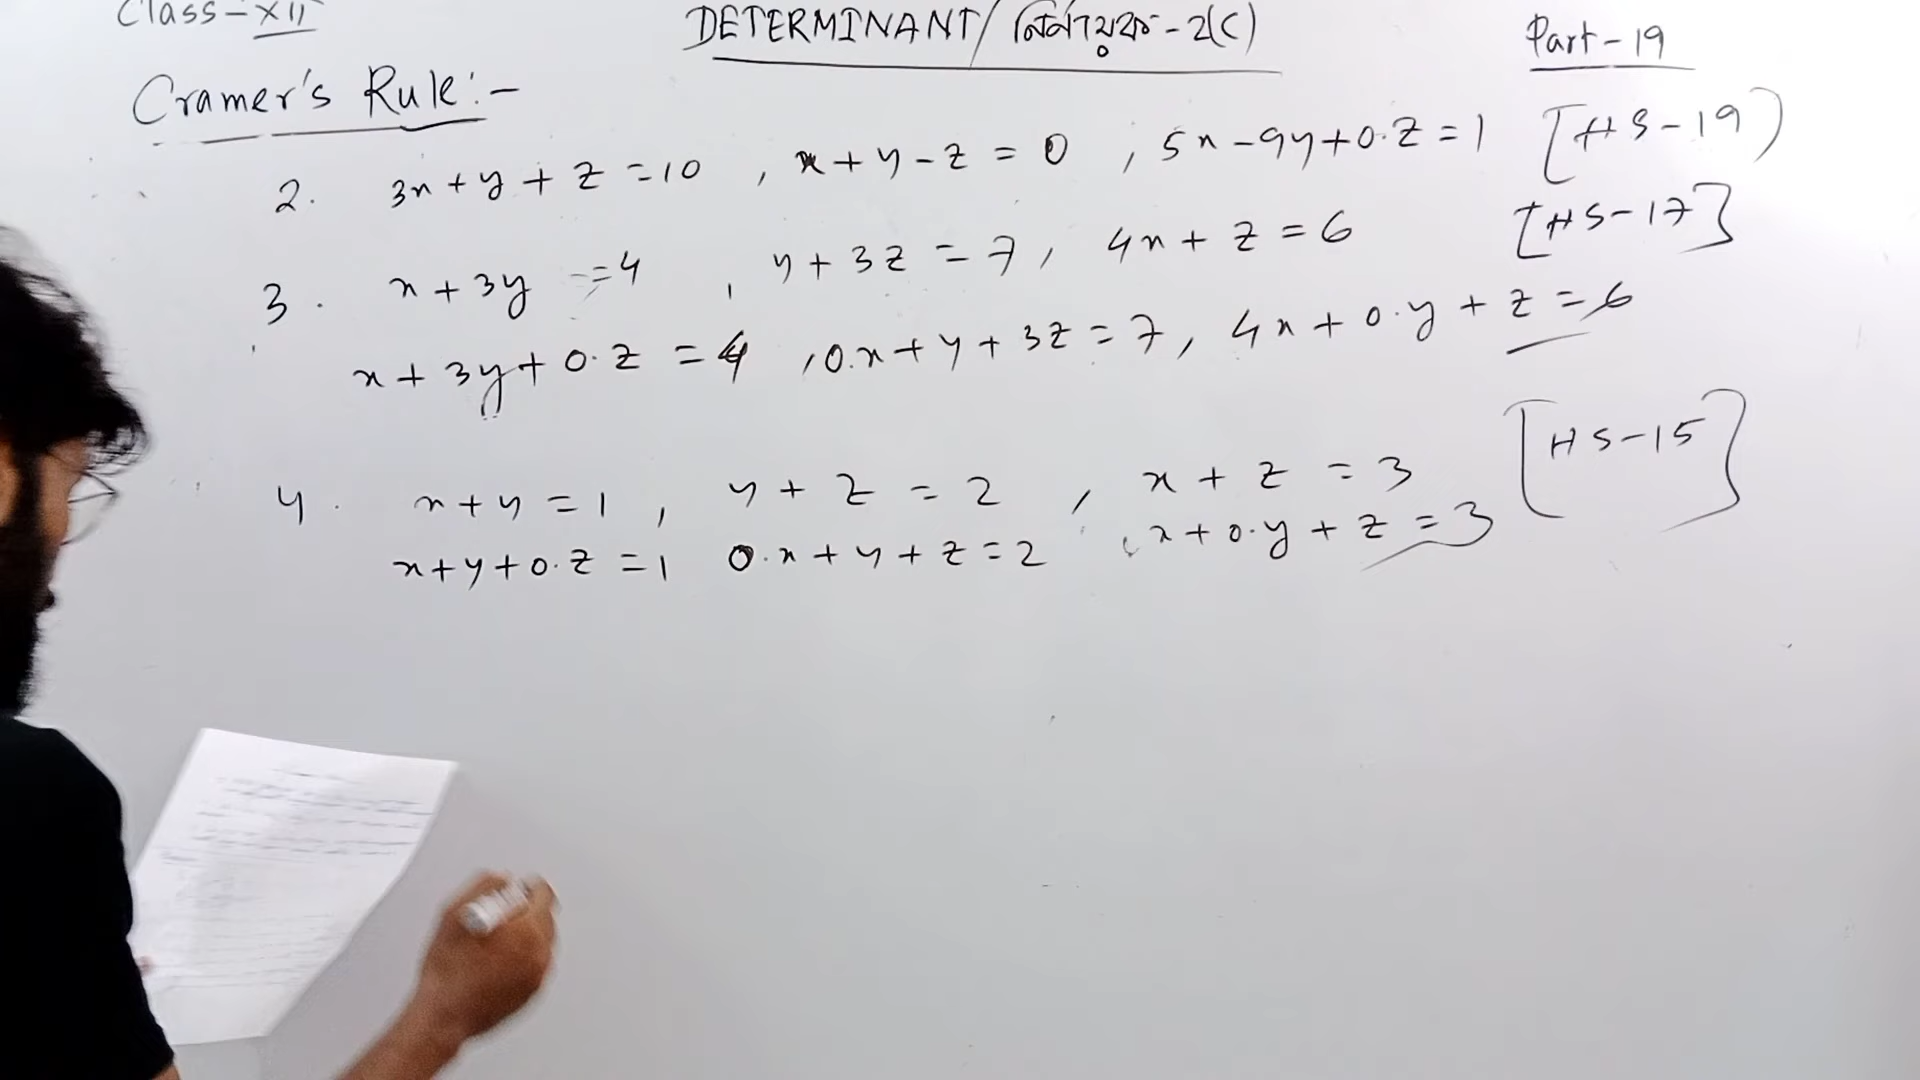 Class-XII
DETERMINANT/ নির্ণায়ক-2(C)
Part-19
Cramer's Rule:-
2. 3x+y+z=10, x+y-z=0, 5x-9y+0.z=1 [HS-19]
3. x+3y=4, y+3z=7, 4x+z=6 [HS-17]
x+3y+0.z=4, 0.x+y+3z=7, 4x+0.y+z=6
4. x+y=1, y+z=2, x+z=3 [HS-15]
x+y+0.z=1 0.x+y+z=2, x+0.y+z=3